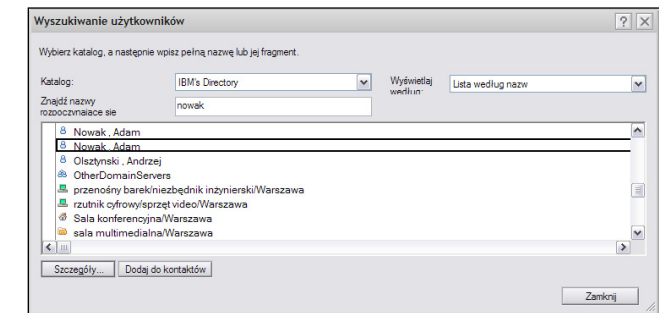 Wyszukiwanie użytkowników
Wybierz katalog, a następnie wpisz pełną nazwę lub jej fragment.
Katalog: IBM's Directory Wyświetlaj według: Lista według nazw
Znajdź nazwy rozpoczynające się nowak
Nowak , Adam
Nowak , Adam
Olsztynski , Andrzej
OtherDomainServers
przenośny barek/niezbędnik inżynierski/Warszawa
rzutnik cyfrowy/sprzęt video/Warszawa
Sala konferencyjna/Warszawa
sala multimedialna/Warszawa
Szczegóły... Dodaj do kontaktów
Zamknij